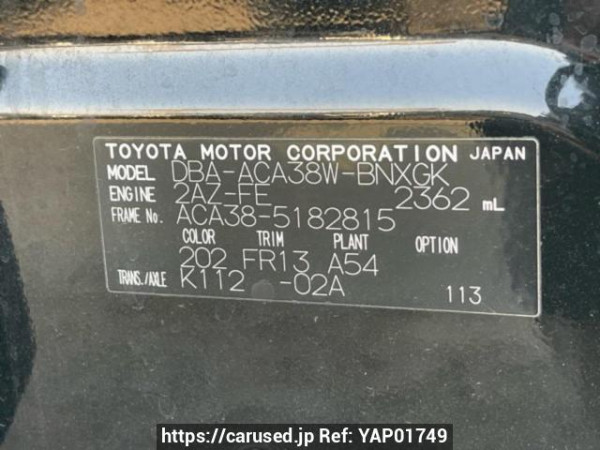 TOYOTA MOTOR CORPORATION JAPAN
MODEL DBA-ACA38W-BNXGK
ENGINE 2AZ-FE 2362 mL
FRAME No. ACA38-5182815
COLOR TRIM PLANT OPTION
202 FR13 A54
TRANS./AXLE K112 -02A
113
https://carused.jp Ref: YAP01749